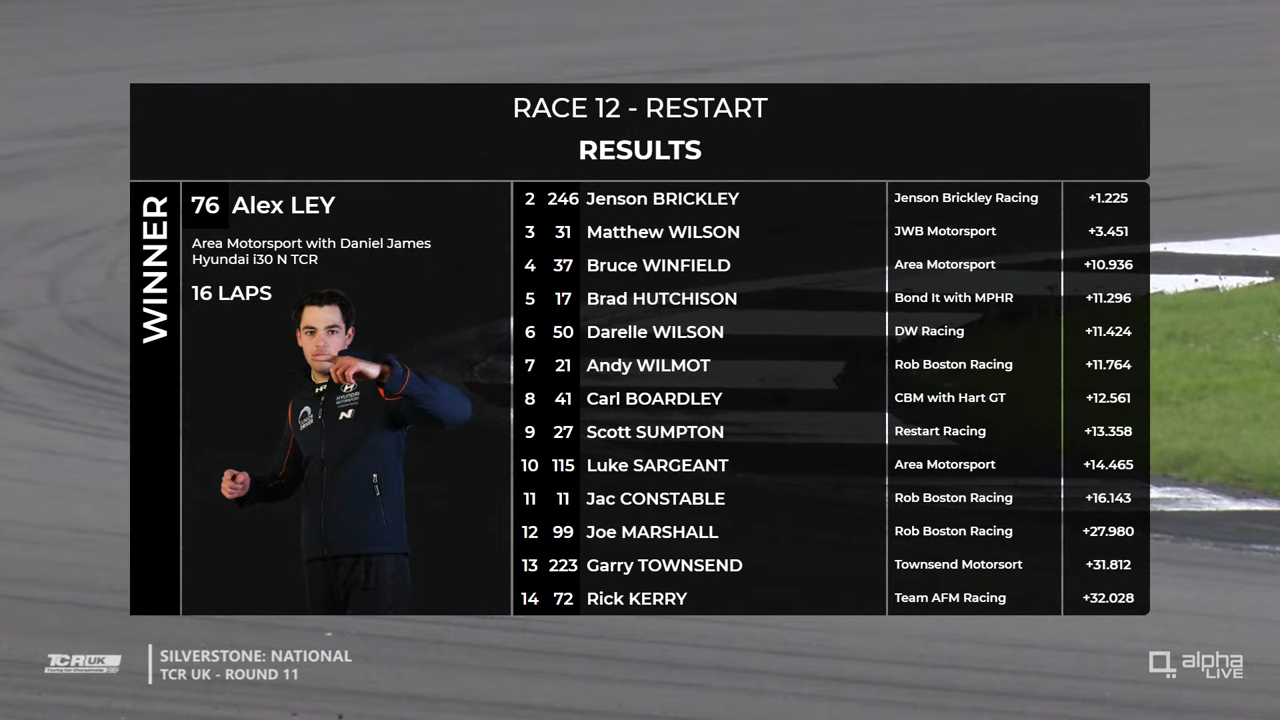 RACE 12 - RESTART
RESULTS
WINNER
76 Alex LEY
Area Motorsport with Daniel James
Hyundai i30 N TCR
16 LAPS
2 246 Jenson BRICKLEY Jenson Brickley Racing +1.225
3 31 Matthew WILSON JWB Motorsport +3.451
4 37 Bruce WINFIELD Area Motorsport +10.936
5 17 Brad HUTCHISON Bond It with MPHR +11.296
6 50 Darelle WILSON DW Racing +11.424
7 21 Andy WILMOT Rob Boston Racing +11.764
8 41 Carl BOARDLEY CBM with Hart GT +12.561
9 27 Scott SUMPTON Restart Racing +13.358
10 115 Luke SARGEANT Area Motorsport +14.465
11 11 Jac CONSTABLE Rob Boston Racing +16.143
12 99 Joe MARSHALL Rob Boston Racing +27.980
13 223 Garry TOWNSEND Townsend Motorsort +31.812
14 72 Rick KERRY Team AFM Racing +32.028
TCR UK
SILVERSTONE: NATIONAL
TCR UK - ROUND 11
alpha
LIVE